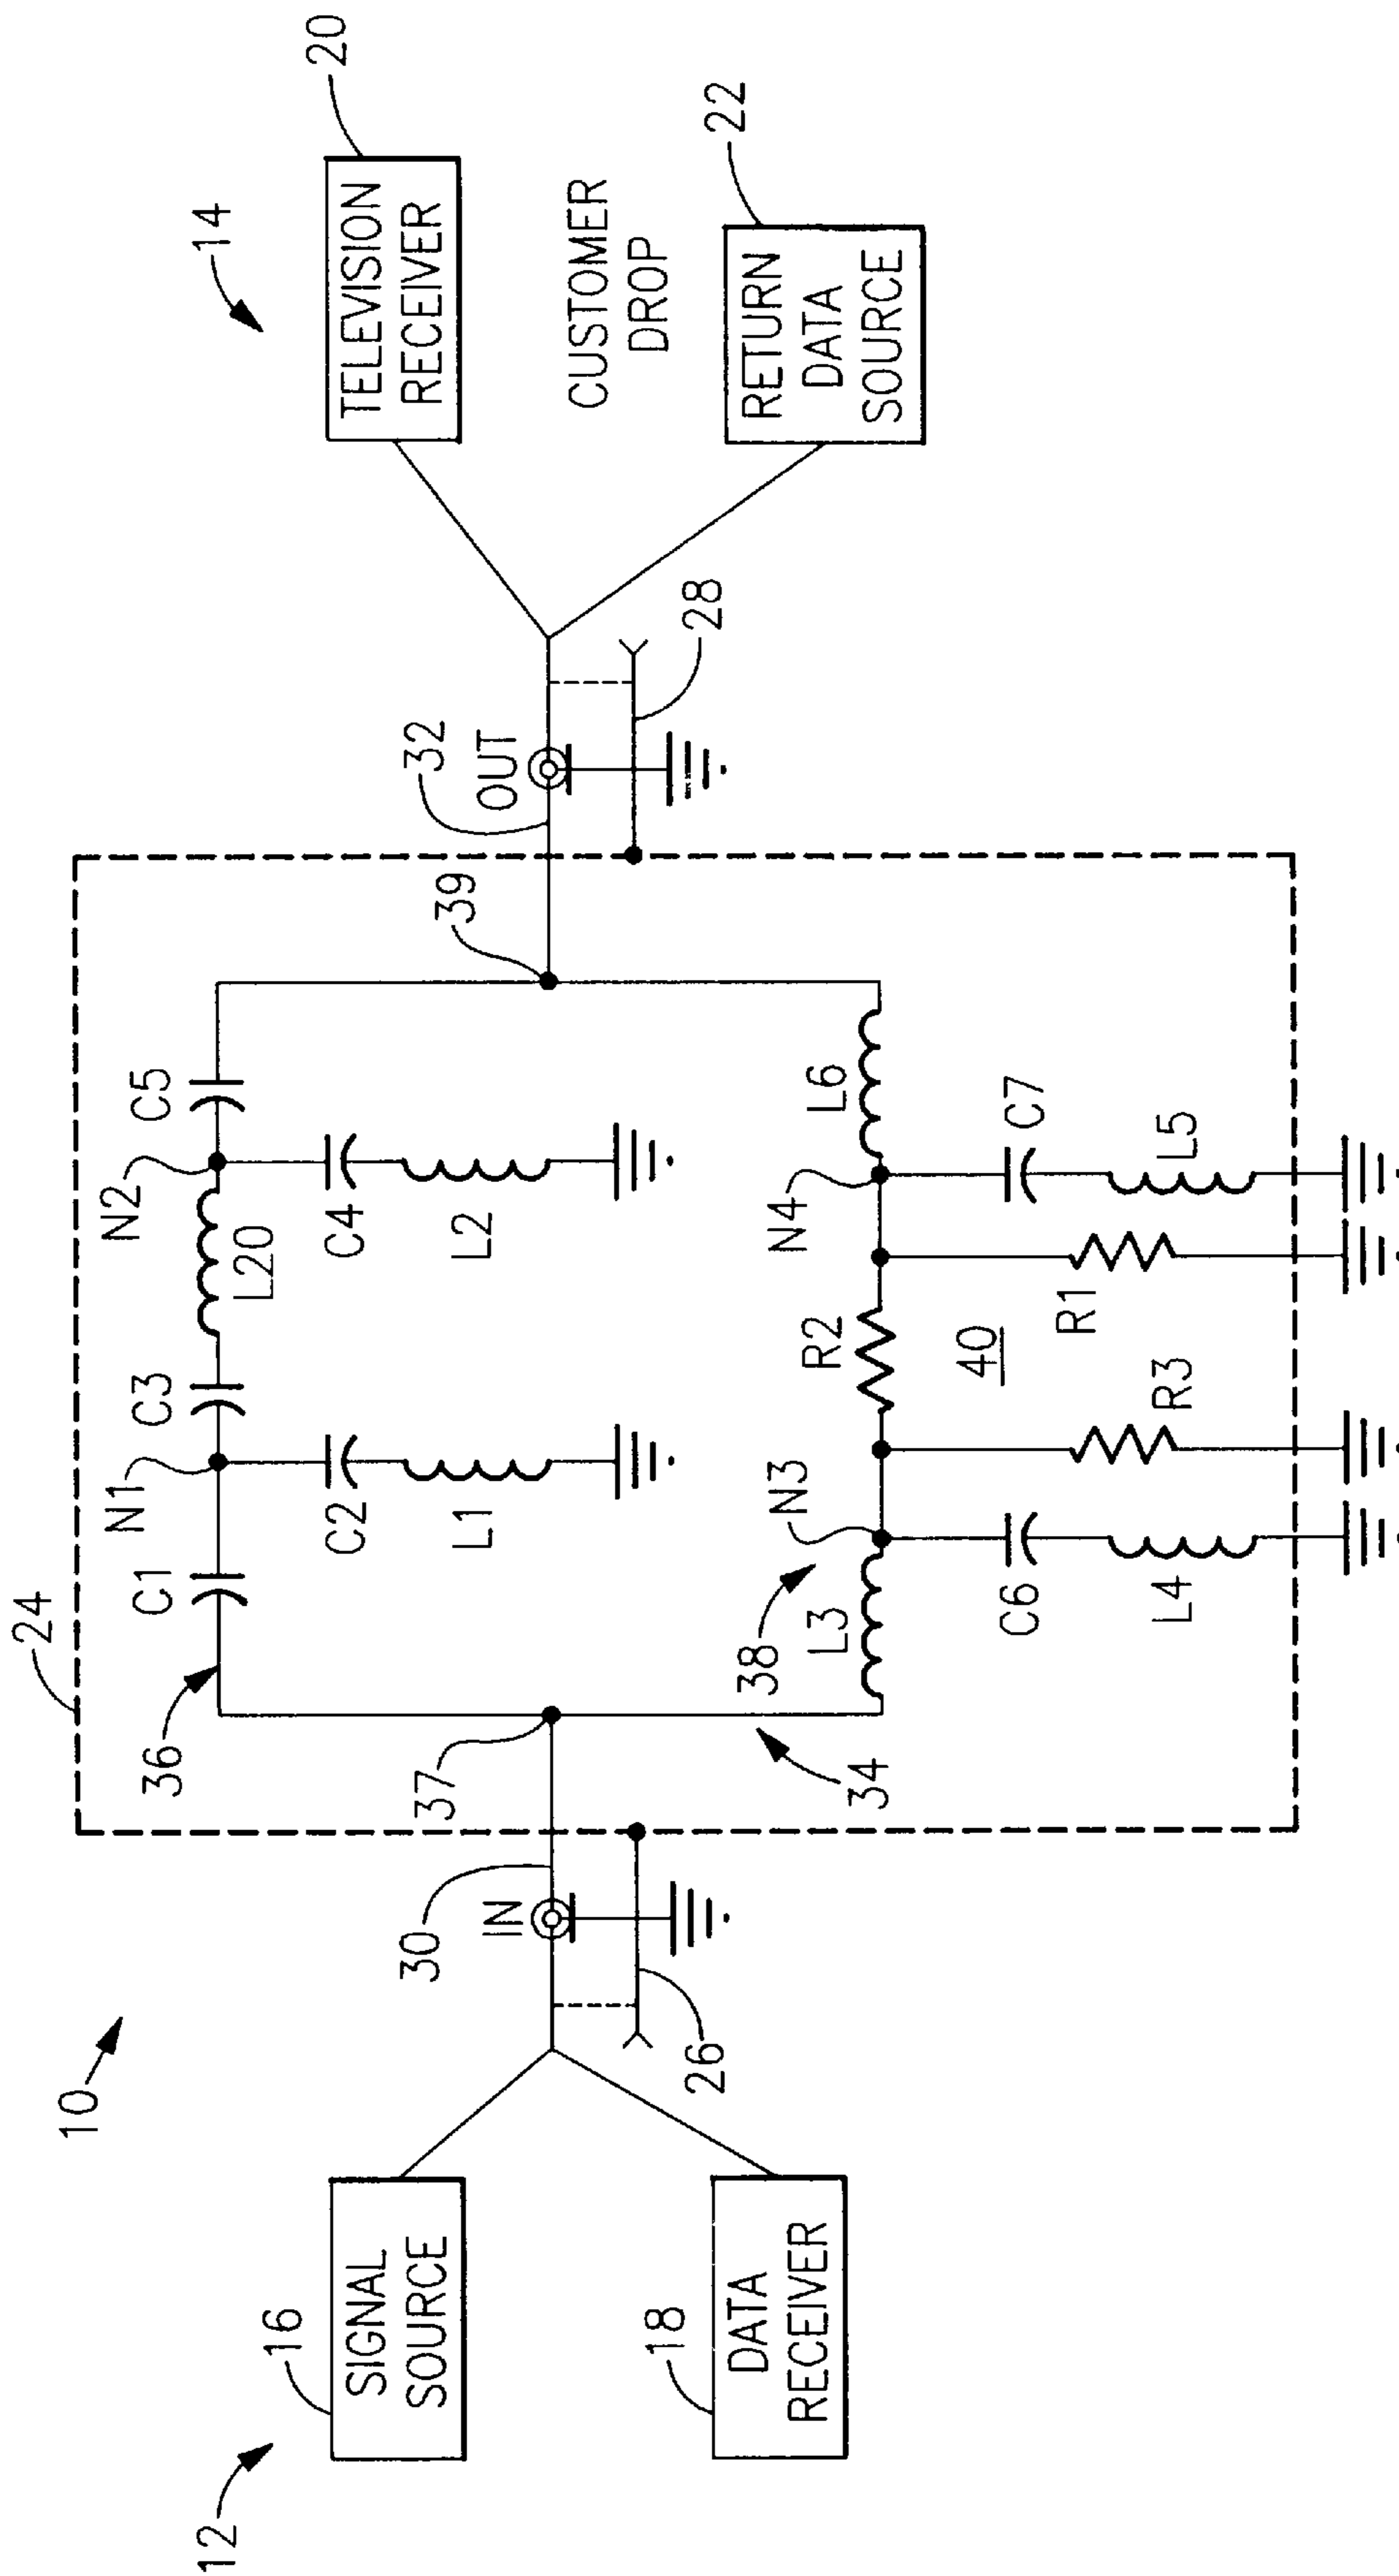 10
12
14
16
SIGNAL
SOURCE
18
DATA
RECEIVER
20
TELEVISION
RECEIVER
CUSTOMER
DROP
22
RETURN
DATA
SOURCE
24
26
28
30
IN
32
OUT
34
36
37
38
39
C1
N1
C3
L20
N2
C5
C2
L1
C4
L2
L3
N3
R2
N4
L6
C6
L4
R3
40
R1
C7
L5